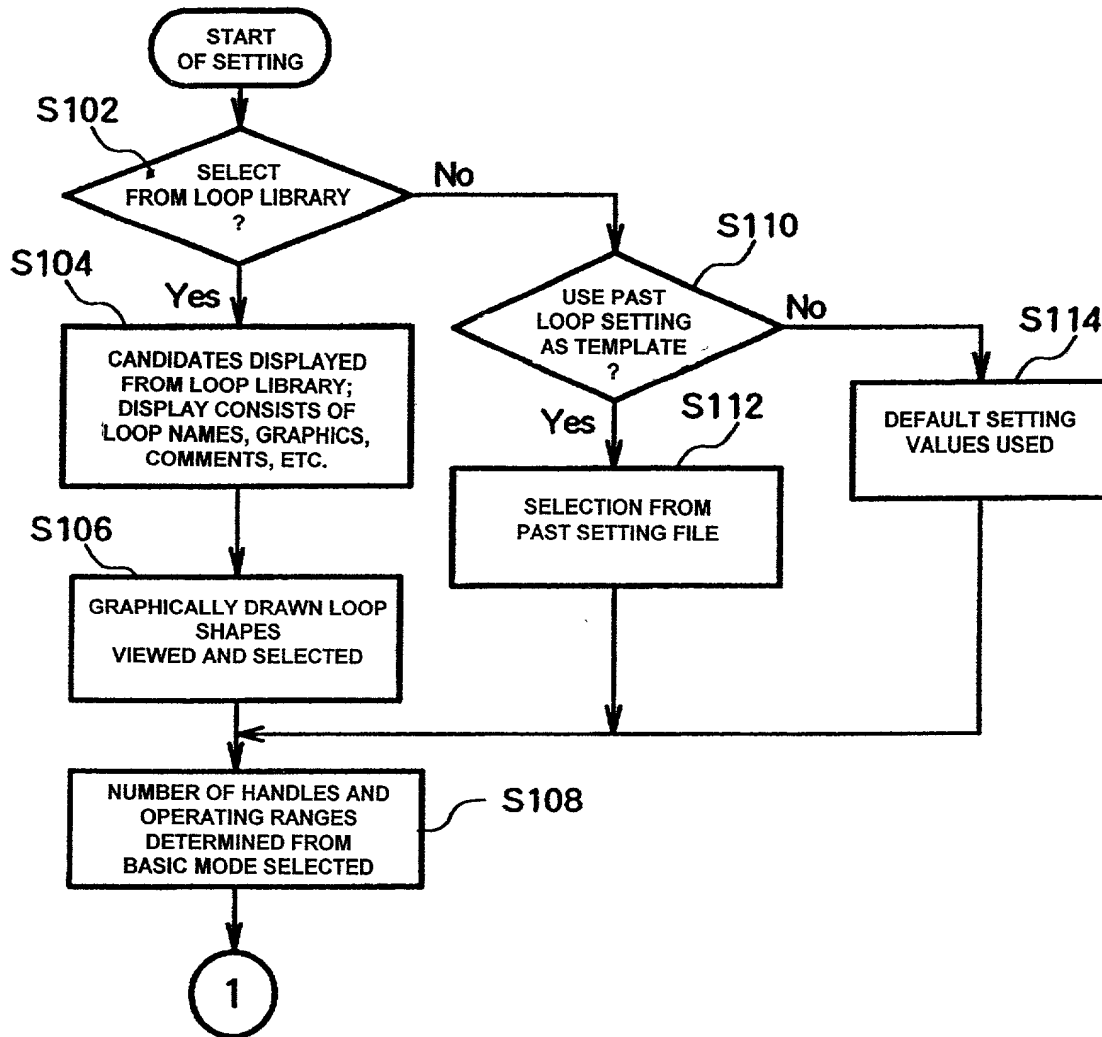 START
OF SETTING
S102
SELECT
FROM LOOP LIBRARY
?
No
S110
S104
Yes
USE PAST
LOOP SETTING
AS TEMPLATE
?
No
S114
CANDIDATES DISPLAYED
FROM LOOP LIBRARY;
DISPLAY CONSISTS OF
LOOP NAMES, GRAPHICS,
COMMENTS, ETC.
Yes
S112
DEFAULT SETTING
VALUES USED
SELECTION FROM
PAST SETTING FILE
S106
GRAPHICALLY DRAWN LOOP
SHAPES
VIEWED AND SELECTED
NUMBER OF HANDLES AND
OPERATING RANGES
DETERMINED FROM
BASIC MODE SELECTED
S108
1